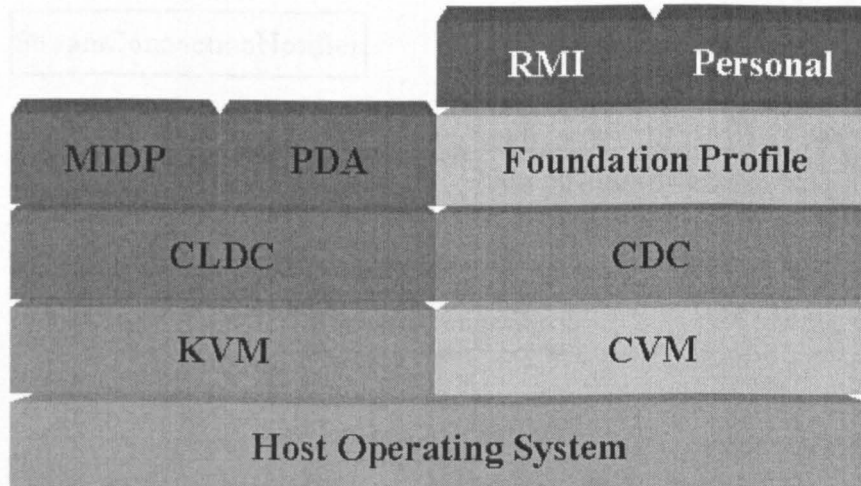 RMI Personal
MIDP PDA Foundation Profile
CLDC CDC
KVM CVM
Host Operating System